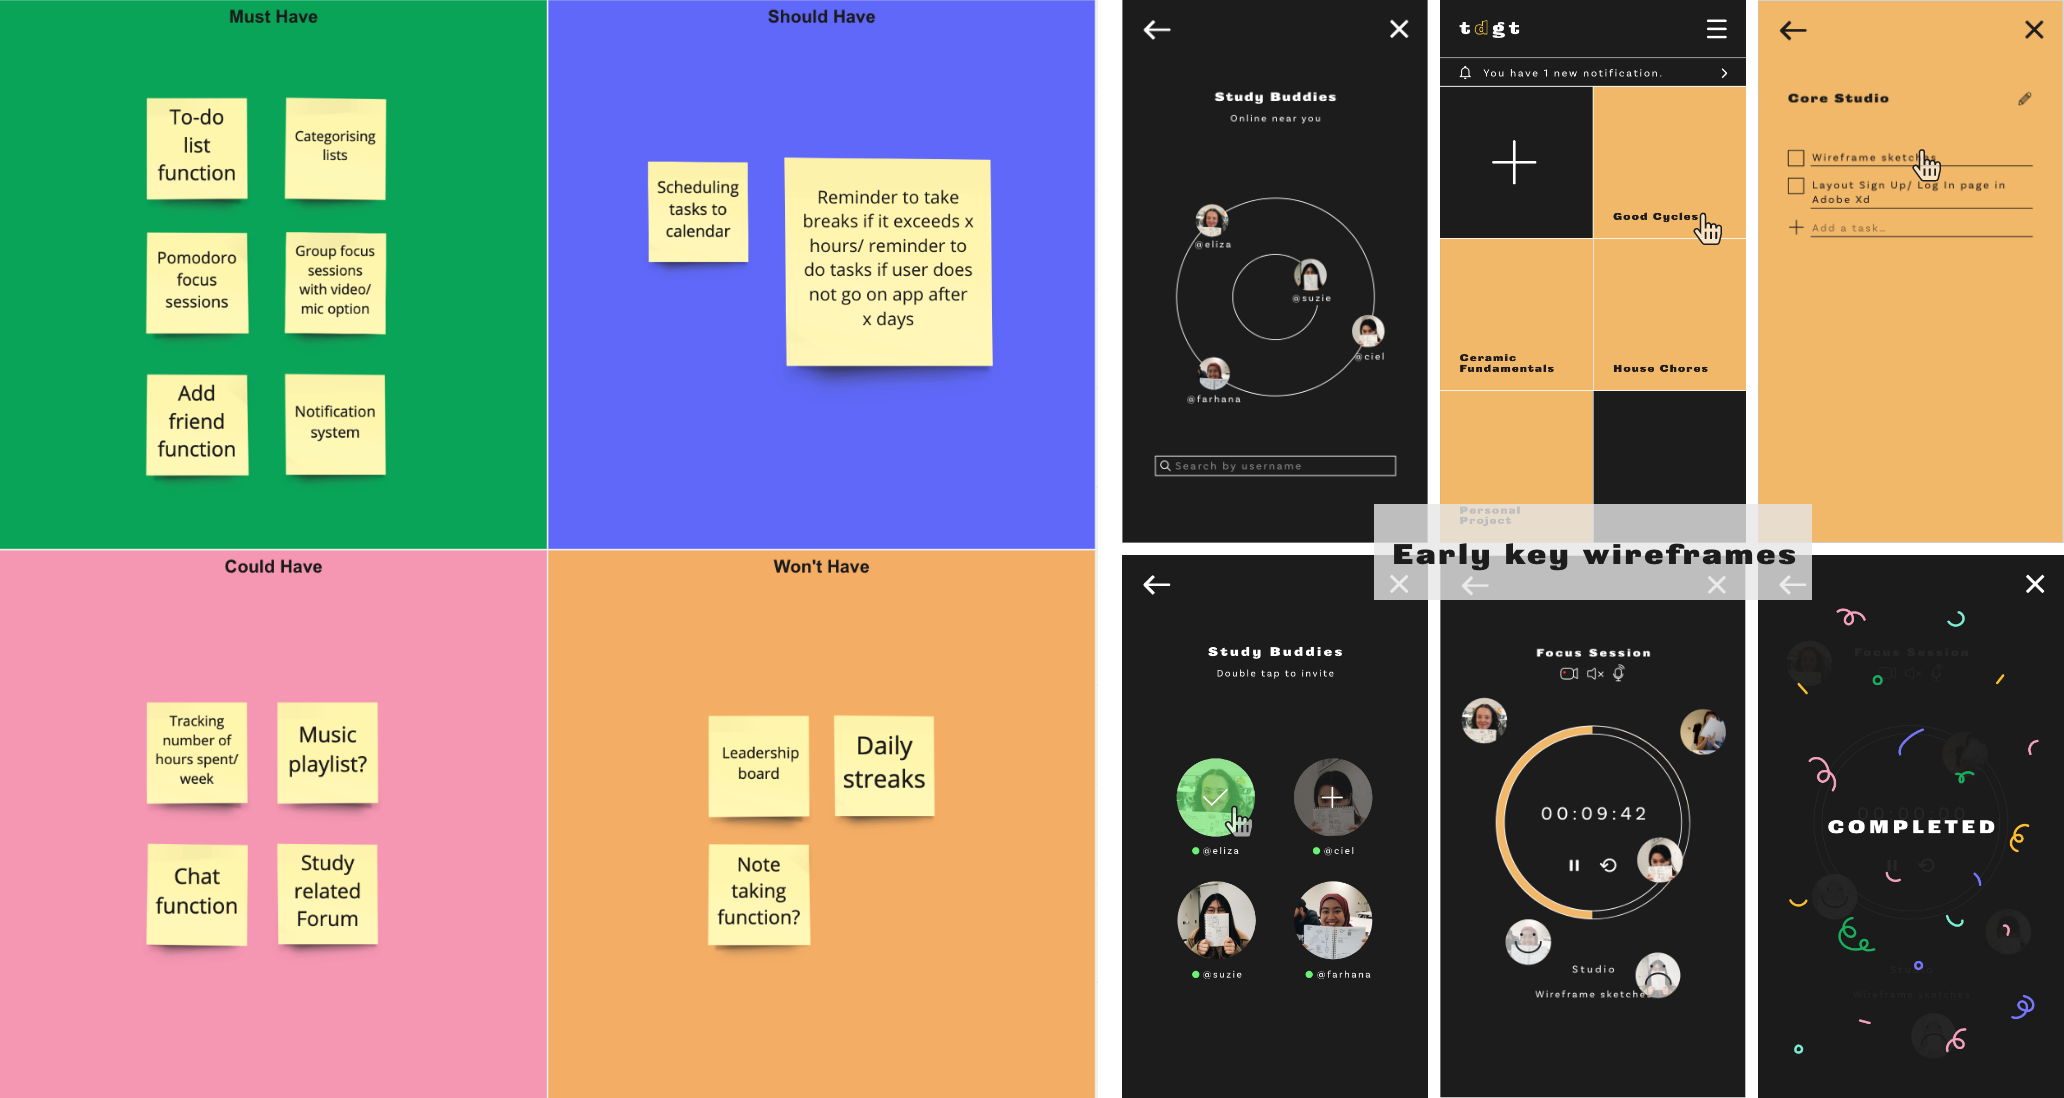 Must Have
To-do
list
function
Categorising
lists
Pomodoro
focus
sessions
Group focus
sessions
with video/
mic option
Add
friend
function
Notification
system
Should Have
Scheduling
tasks to
calendar
Reminder to take
breaks if it exceeds x
hours/ reminder to
do tasks if user does
not go on app after
x days
Could Have
Tracking
number of
hours spent/
week
Music
playlist?
Chat
function
Study
related
Forum
Won't Have
Leadership
board
Daily
streaks
Note
taking
function?
Study Buddies
Online near you
@eliza
@suzie
@ciel
@farhana
Search by username
tdgt
You have 1 new notification.
Good Cycles
Ceramic
Fundamentals
House Chores
Personal
Project
Core Studio
Wireframe sketches
Layout Sign Up/ Log In page in
Adobe Xd
Add a task…
Early key wireframes
Study Buddies
Double tap to invite
@eliza
@ciel
@suzie
@farhana
Focus Session
00:09:42
Studio
Wireframe sketches
Focus Session
00:00:00
COMPLETED
Studio
Wireframe sketches